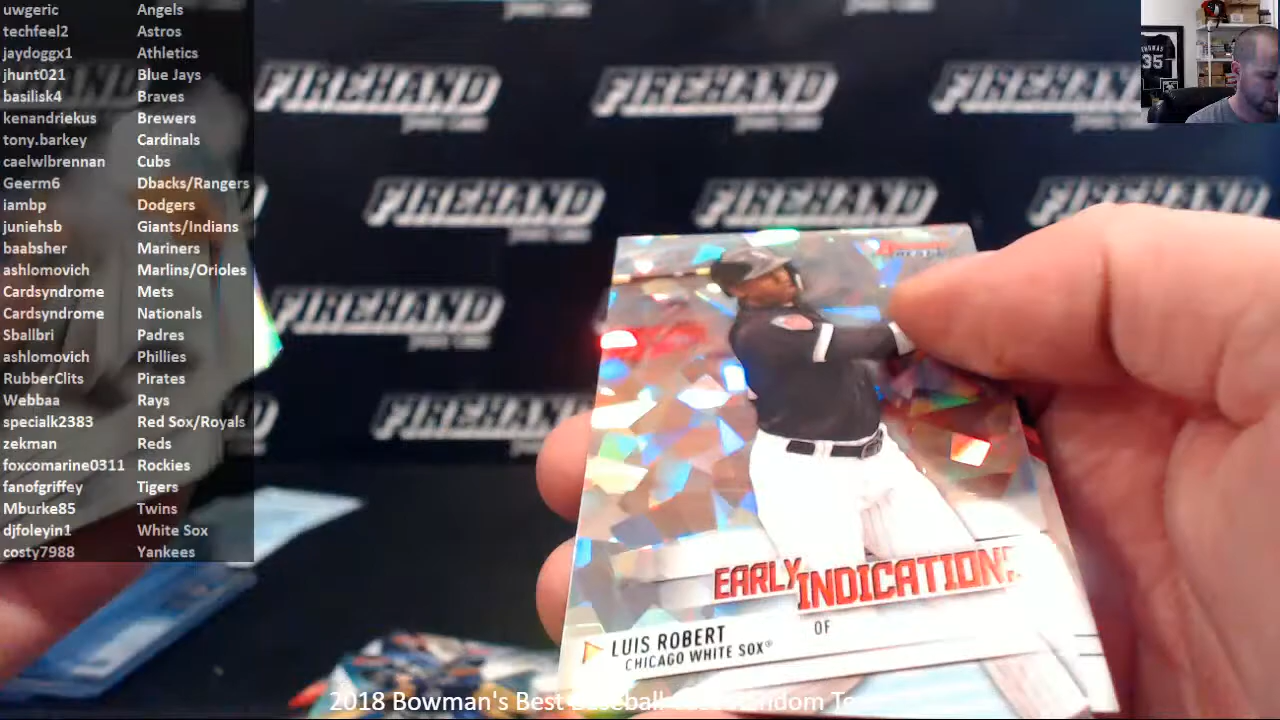 uwgeric Angels
techfeel2 Astros
jaydoggx1 Athletics
jhunt021 Blue Jays
basilisk4 Braves
kenandriekus Brewers
tony.barkey Cardinals
caelwlbrennan Cubs
Geerm6 Dbacks/Rangers
iambp Dodgers
juniehsb Giants/Indians
baabsher Mariners
ashlomovich Marlins/Orioles
Cardsyndrome Mets
Cardsyndrome Nationals
Sballbri Padres
ashlomovich Phillies
RubberClits Pirates
Webbaa Rays
specialk2383 Red Sox/Royals
zekman Reds
foxcomarine0311 Rockies
fanofgriffey Tigers
Mburke85 Twins
djfoleyin1 White Sox
costy7988 Yankees
FIREHAND FIREHAND FIREHAND
FIREHAND FIREHAND FIREHAND
FIREHAND
FIREHAND
35
EARLY INDICATIONS
LUIS ROBERT OF
CHICAGO WHITE SOX®
2018 Bowman's Best Baseball